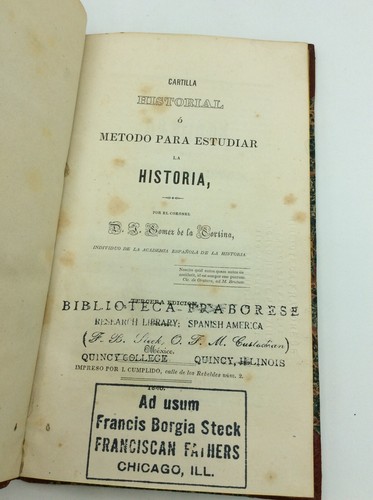 CARTILLA
HISTORIAL
ó
METODO PARA ESTUDIAR
LA
HISTORIA,
POR EL CORONEL
D. J. Gomez de la Cortina,
INDIVIDUO DE LA ACADEMIA ESPAÑOLA DE LA HISTORIA
TERCERA EDICION
BIBLIOTECA FRABORESE
RESEARCH LIBRARY; SPANISH AMERICA
(F. B. Steck, O. F. M. Custodian)
Mexico.
QUINCY COLLEGE QUINCY, ILLINOIS
IMPRESO POR I. CUMPLIDO, calle de los Rebeldes núm. 2.
Ad usum
Francis Borgia Steck
FRANCISCAN FATHERS
CHICAGO, ILL.